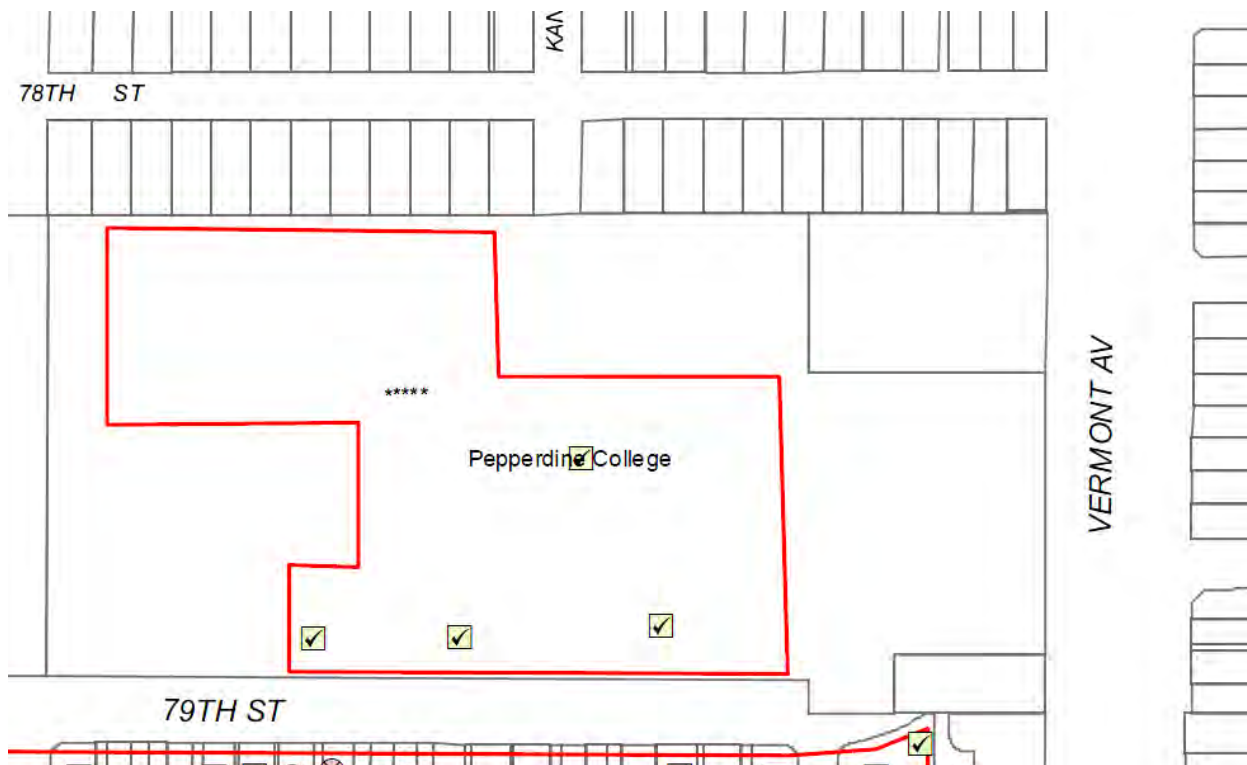 KAN
78TH ST
*****
Pepperdine College
VERMONT AV
79TH ST